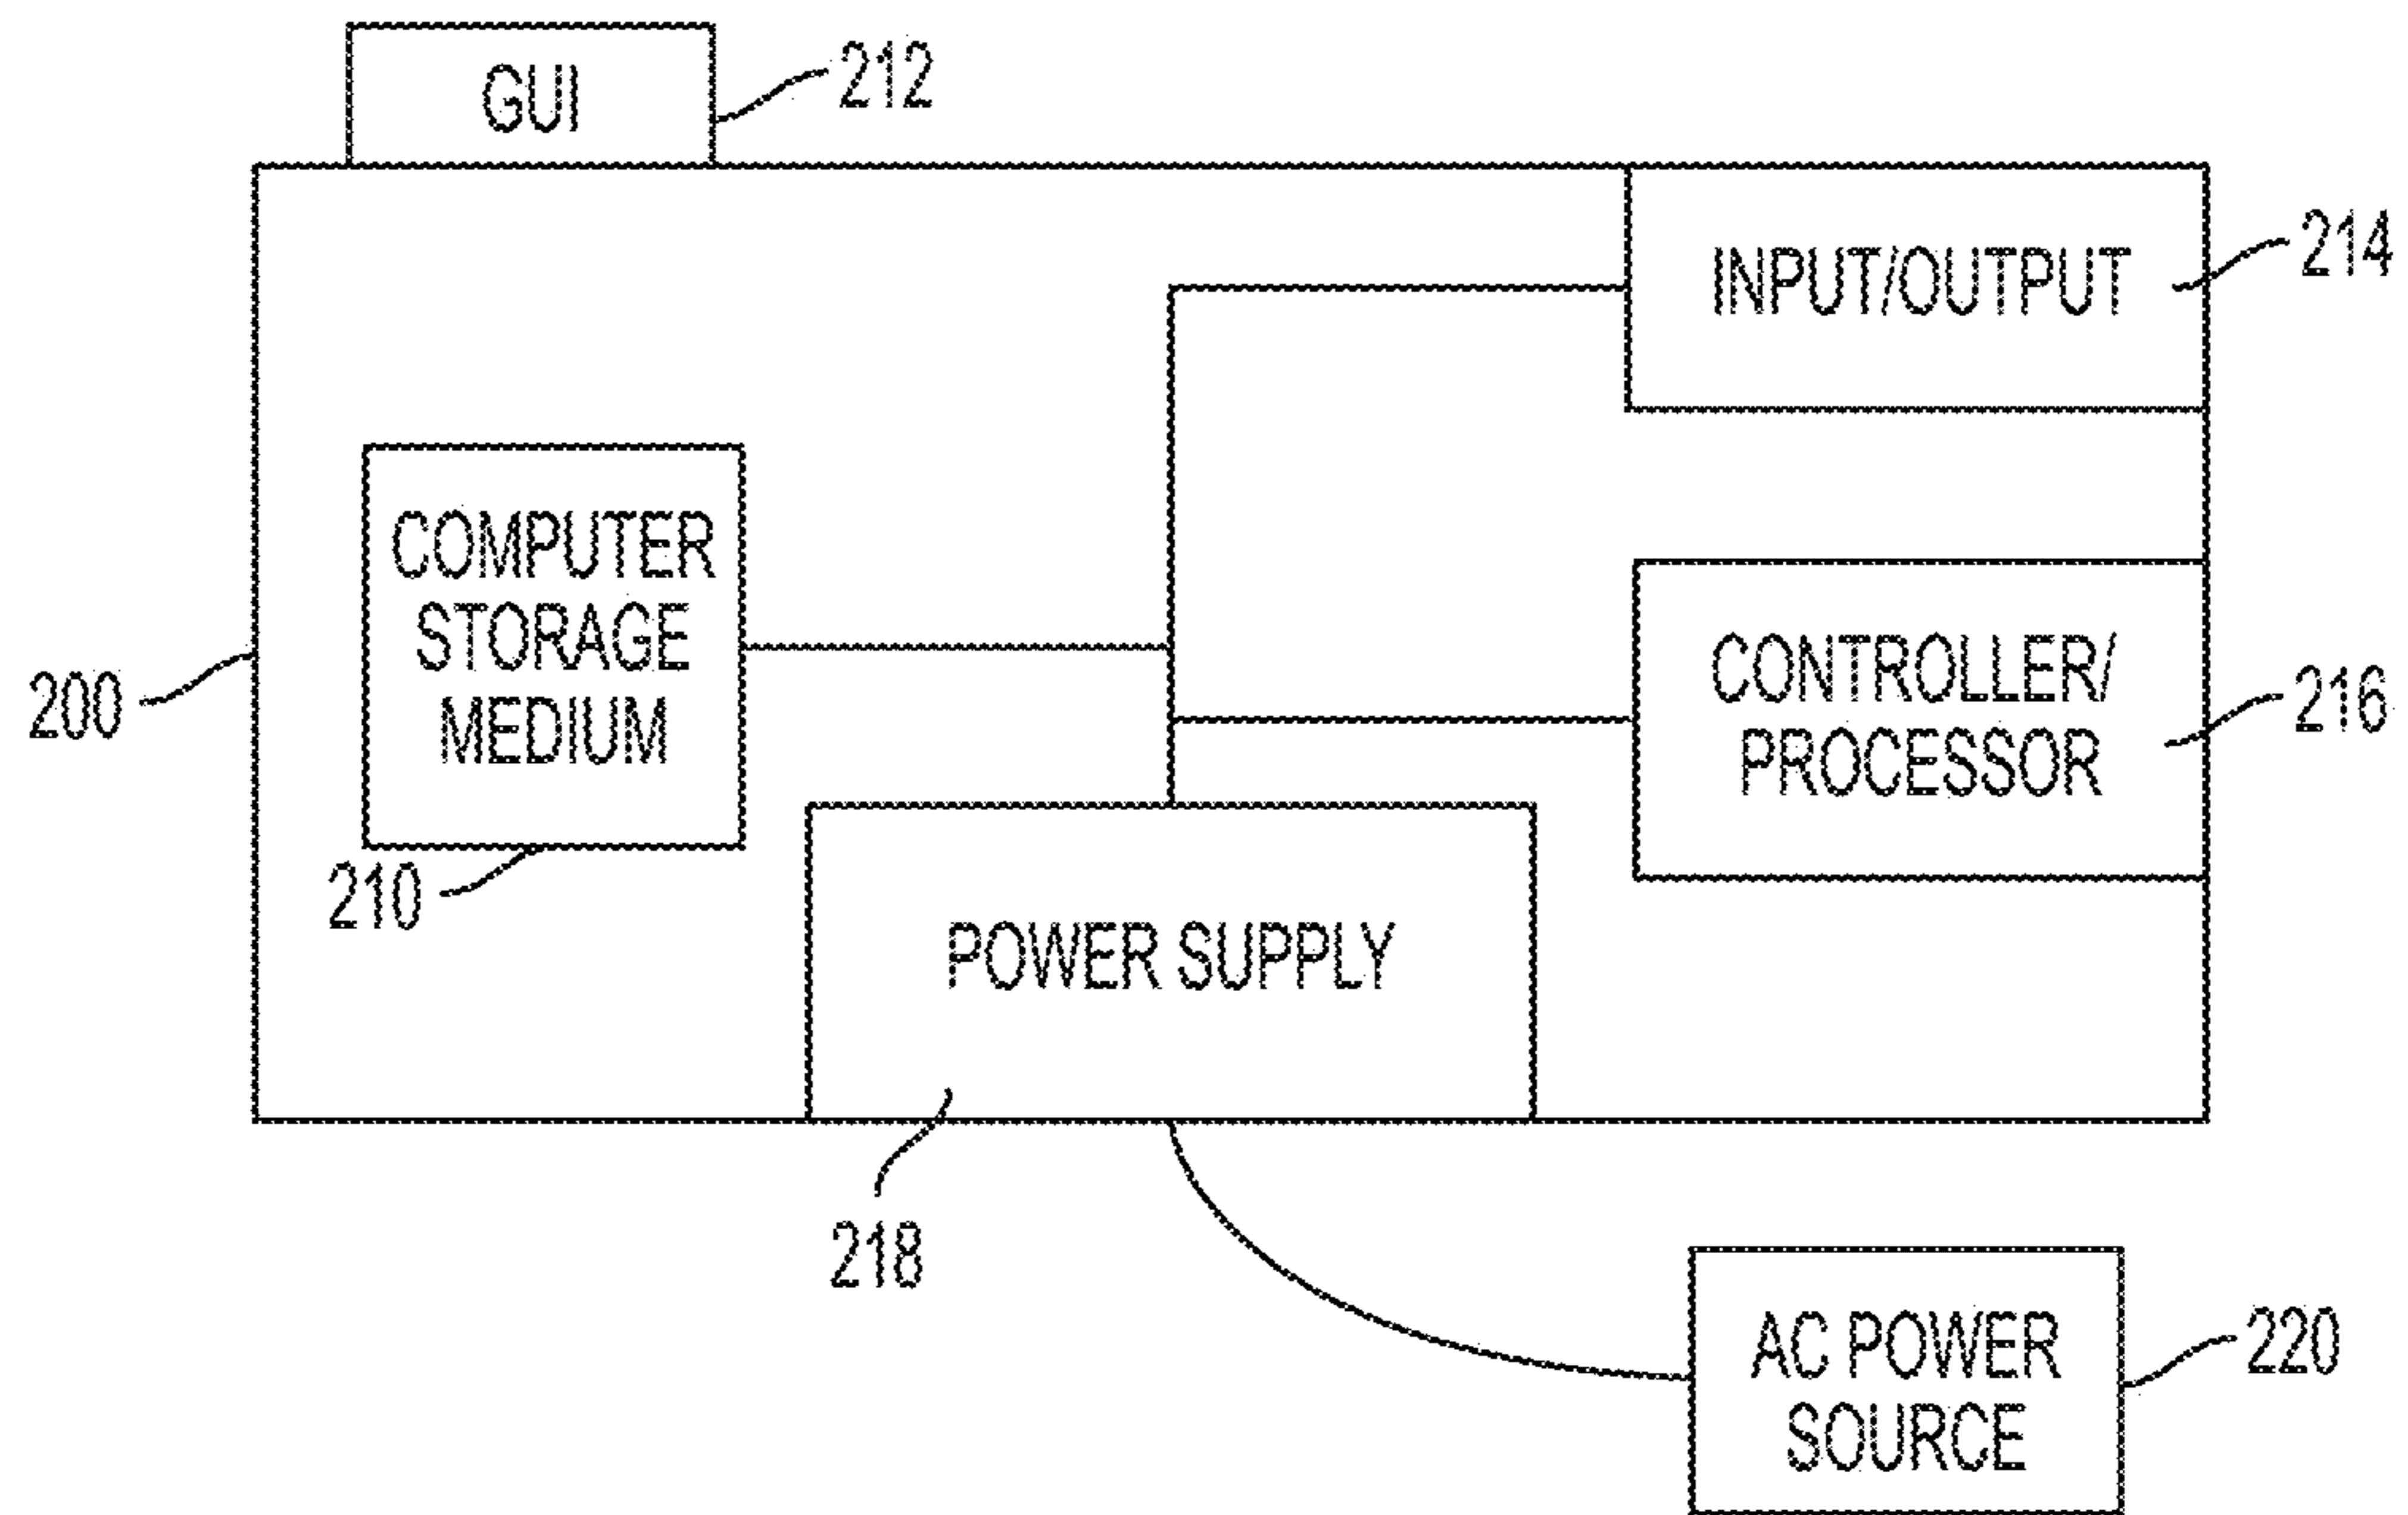 GUI
212
INPUT/OUTPUT
214
COMPUTER
STORAGE
MEDIUM
200
210
CONTROLLER/
PROCESSOR
216
POWER SUPPLY
218
AC POWER
SOURCE
220